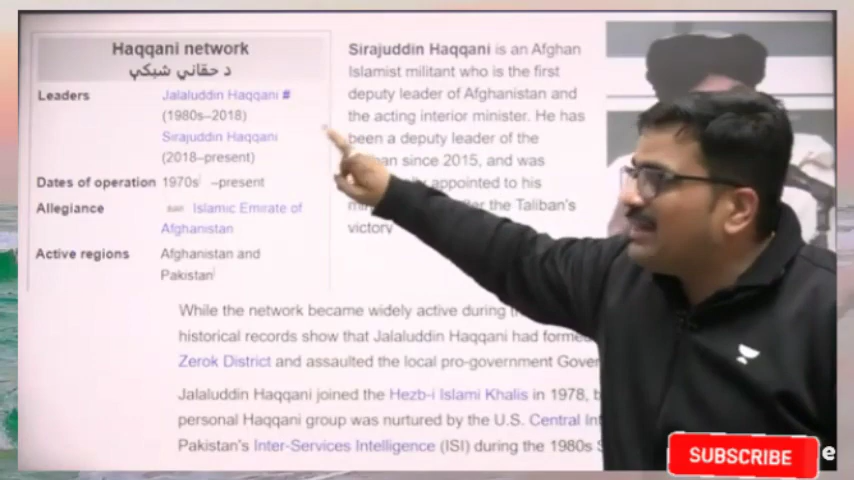 Haqqani network
د حقاني شبکې
Leaders
Jalaluddin Haqqani #
(1980s–2018)
Sirajuddin Haqqani
(2018–present)
Dates of operation 1970s –present
Allegiance
Islamic Emirate of
Afghanistan
Active regions
Afghanistan and
Pakistan
Sirajuddin Haqqani is an Afghan
Islamist militant who is the first
deputy leader of Afghanistan and
the acting interior minister. He has
been a deputy leader of the
since 2015, and was
appointed to his
the Taliban's
victory
While the network became widely active during
historical records show that Jalaluddin Haqqani had
Zerok District and assaulted the local pro-government
Jalaluddin Haqqani joined the Hezb-i Islami Khalis in 1978,
personal Haqqani group was nurtured by the U.S. Central
Pakistan's Inter-Services Intelligence (ISI) during the 1980s
SUBSCRIBE
e